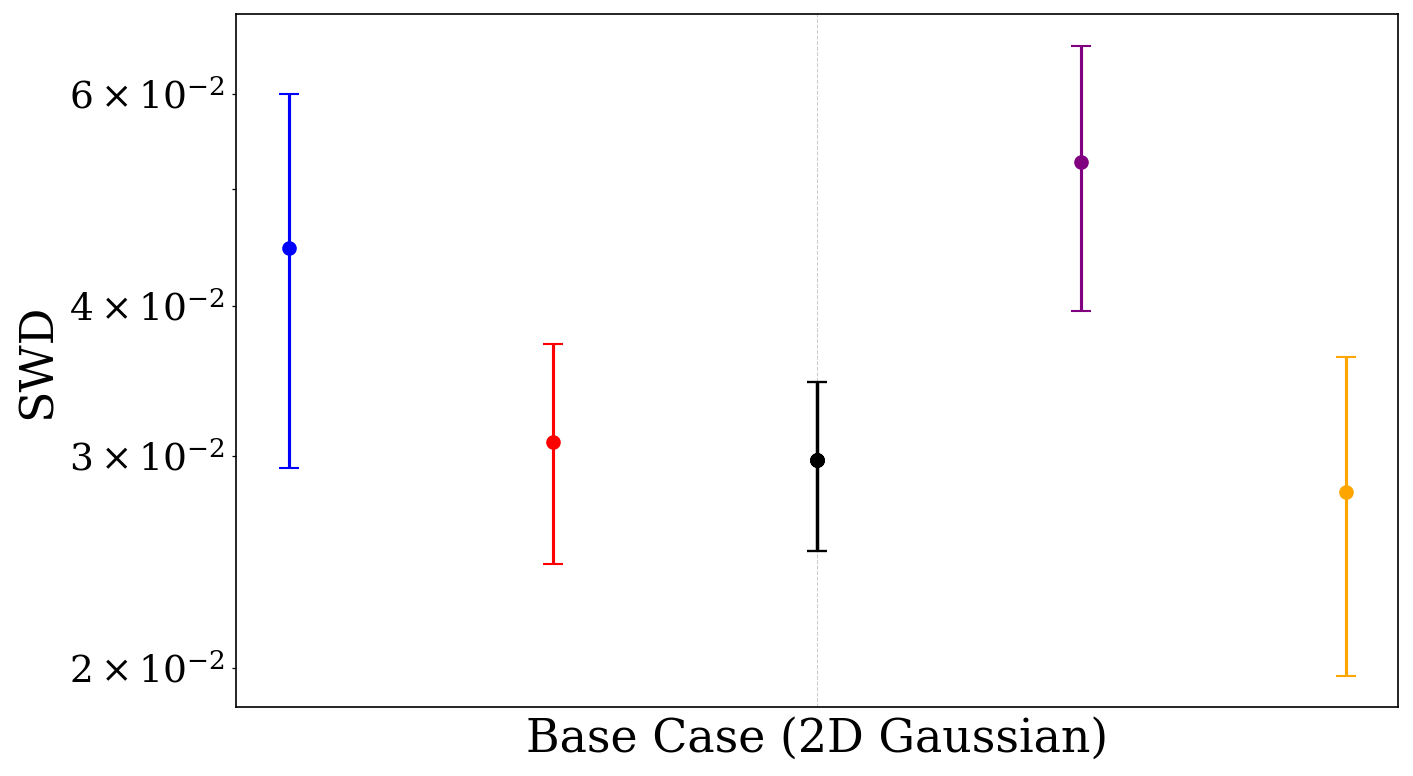 6 × 10⁻²
4 × 10⁻²
3 × 10⁻²
2 × 10⁻²
SWD
Base Case (2D Gaussian)